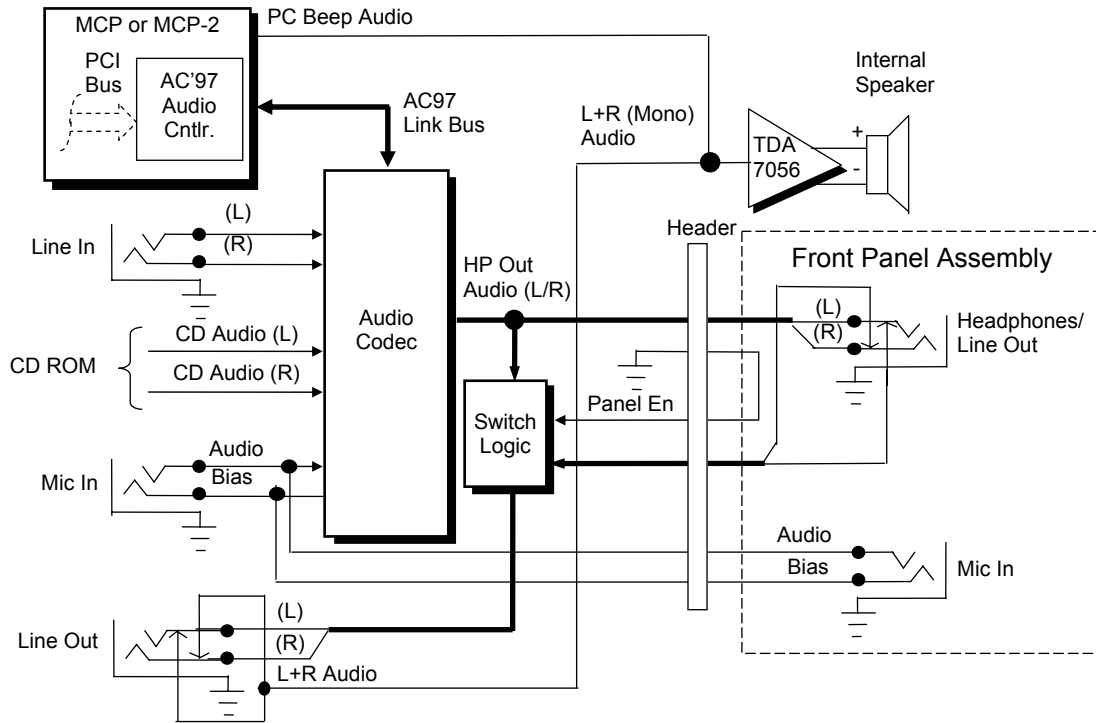 MCP or MCP-2
PCI
Bus
AC’97
Audio
Cntlr.
PC Beep Audio
AC97
Link Bus
L+R (Mono)
Audio
TDA
7056
+
-
Internal
Speaker
Line In
(L)
(R)
CD ROM
CD Audio (L)
CD Audio (R)
Mic In
Audio
Bias
Audio
Codec
HP Out
Audio (L/R)
Header
Switch
Logic
Panel En
Front Panel Assembly
(L)
(R)
Headphones/
Line Out
Audio
Bias
Mic In
Line Out
(L)
(R)
L+R Audio